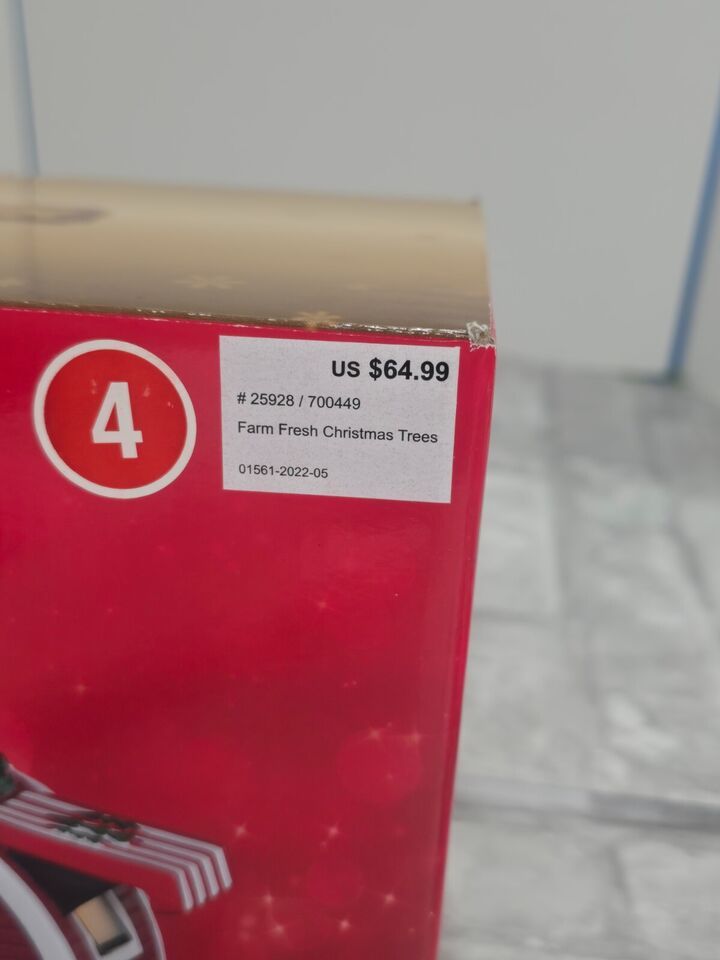 4
US $64.99
# 25928 / 700449
Farm Fresh Christmas Trees
01561-2022-05